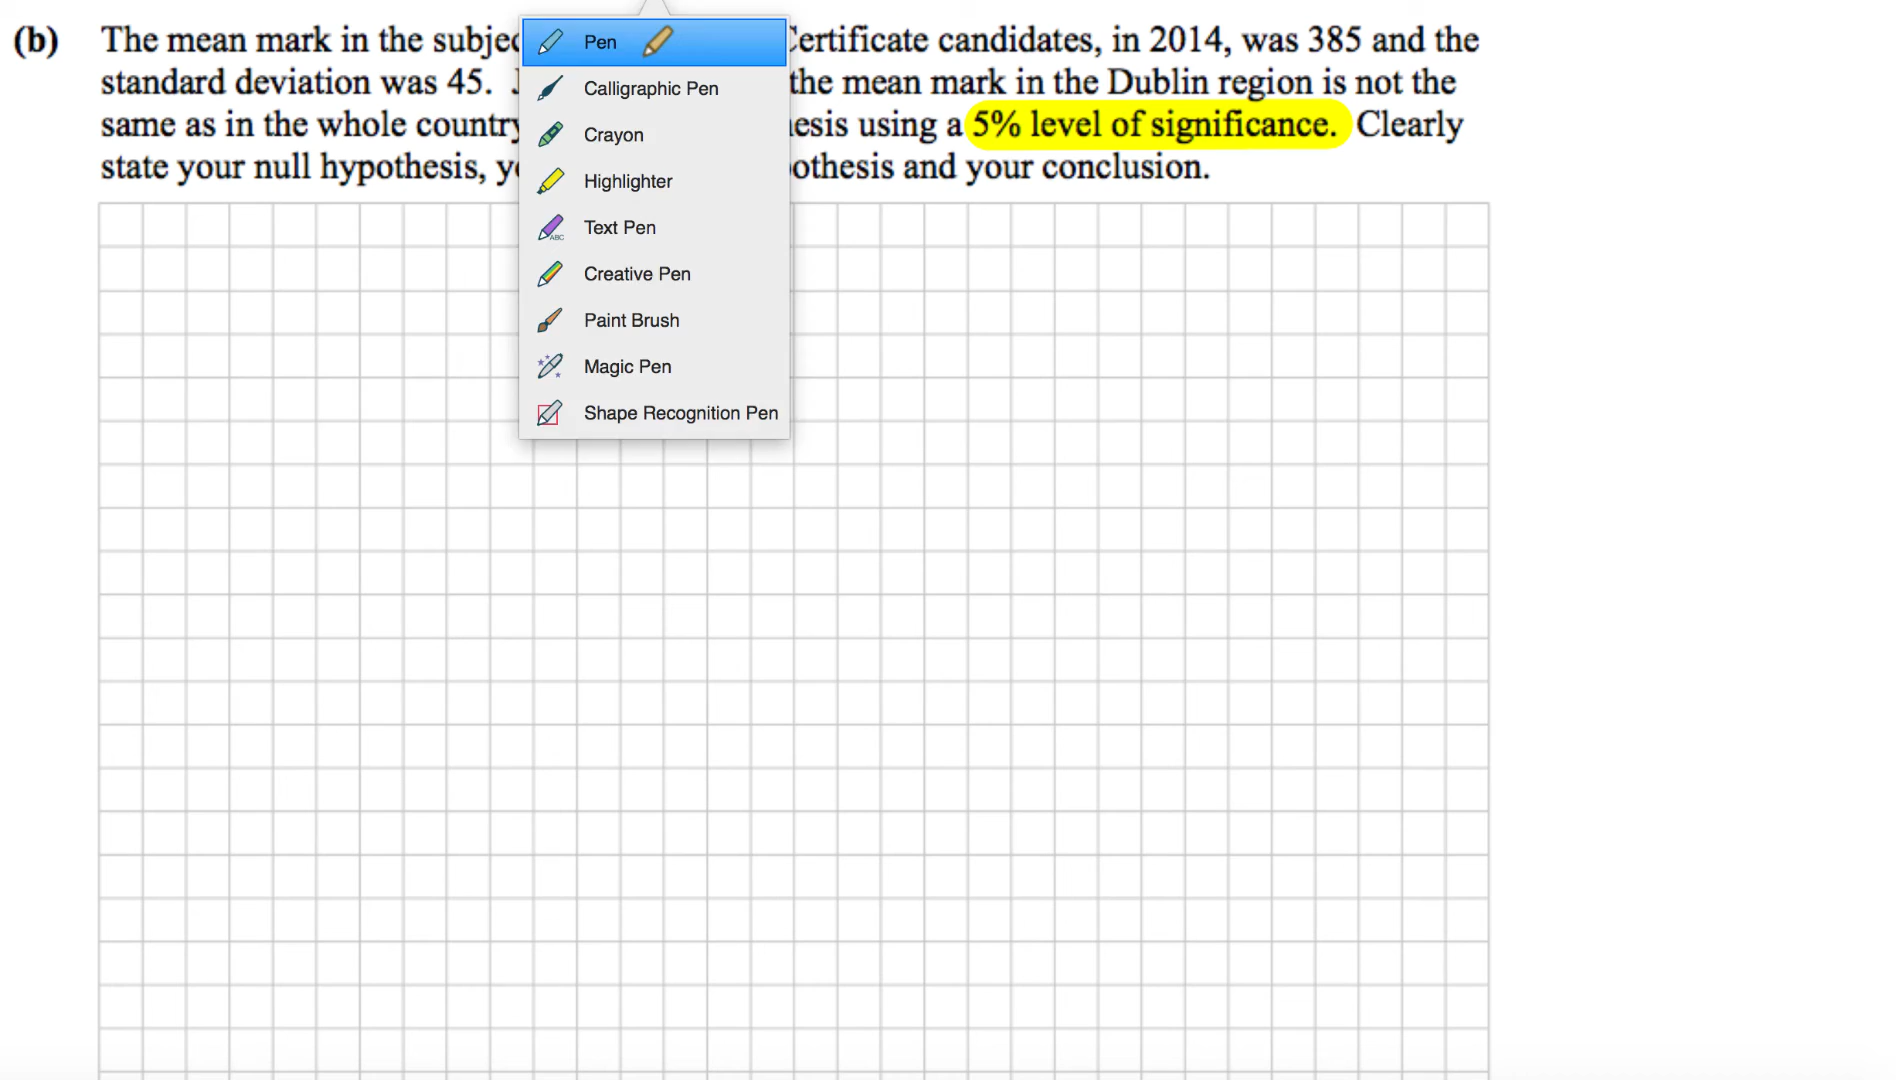 (b) The mean mark in the subjec Certificate candidates, in 2014, was 385 and the
standard deviation was 45. the mean mark in the Dublin region is not the
same as in the whole country esis using a 5% level of significance. Clearly
state your null hypothesis, othesis and your conclusion.
Pen
Calligraphic Pen
Crayon
Highlighter
ABC
Text Pen
Creative Pen
Paint Brush
Magic Pen
Shape Recognition Pen